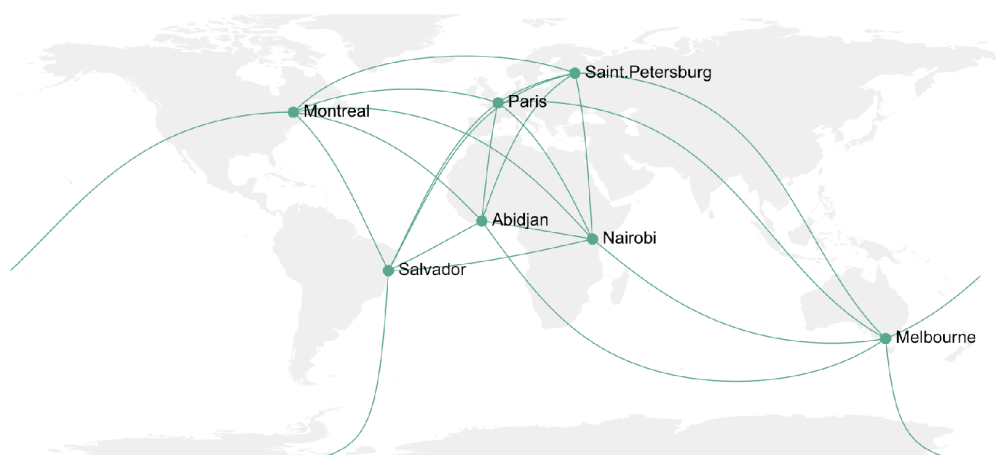 Saint.Petersburg
Paris
Montreal
Abidjan
Nairobi
Salvador
Melbourne